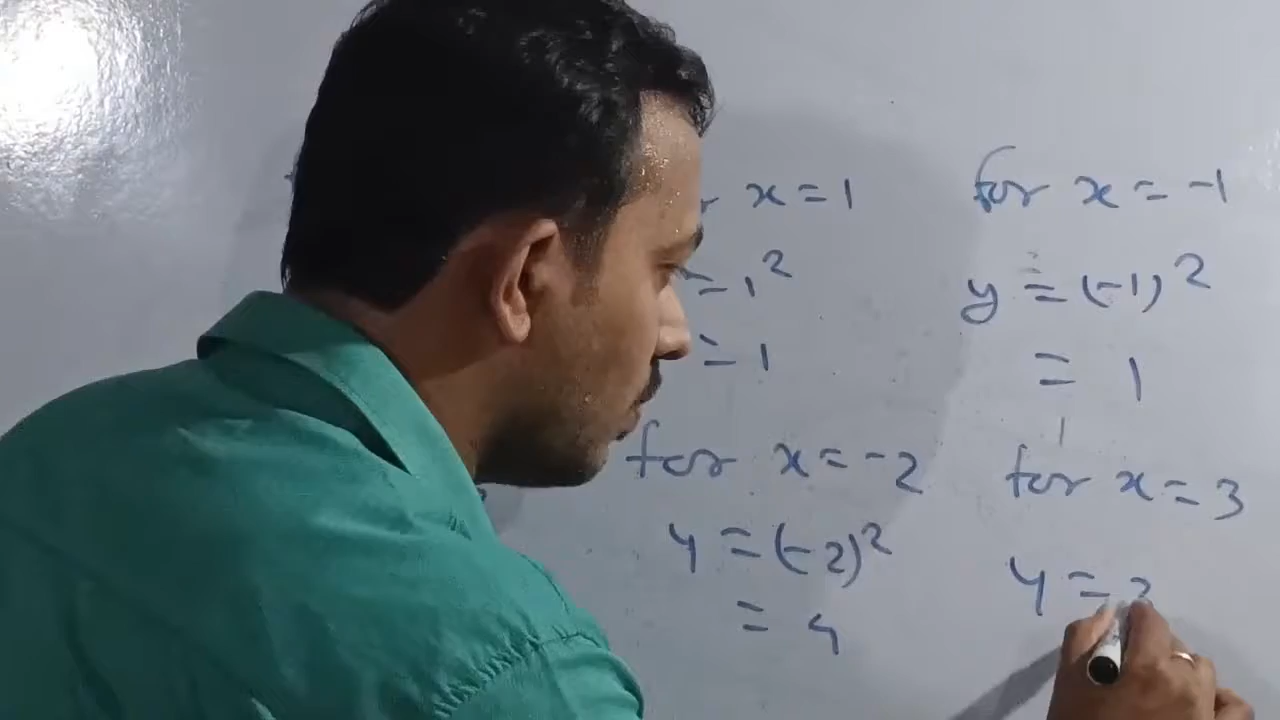 x = 1
= 1²
= 1
for x = -1
y = (-1)²
= 1
for x = -2
y = (-2)²
= 4
for x = 3
y =